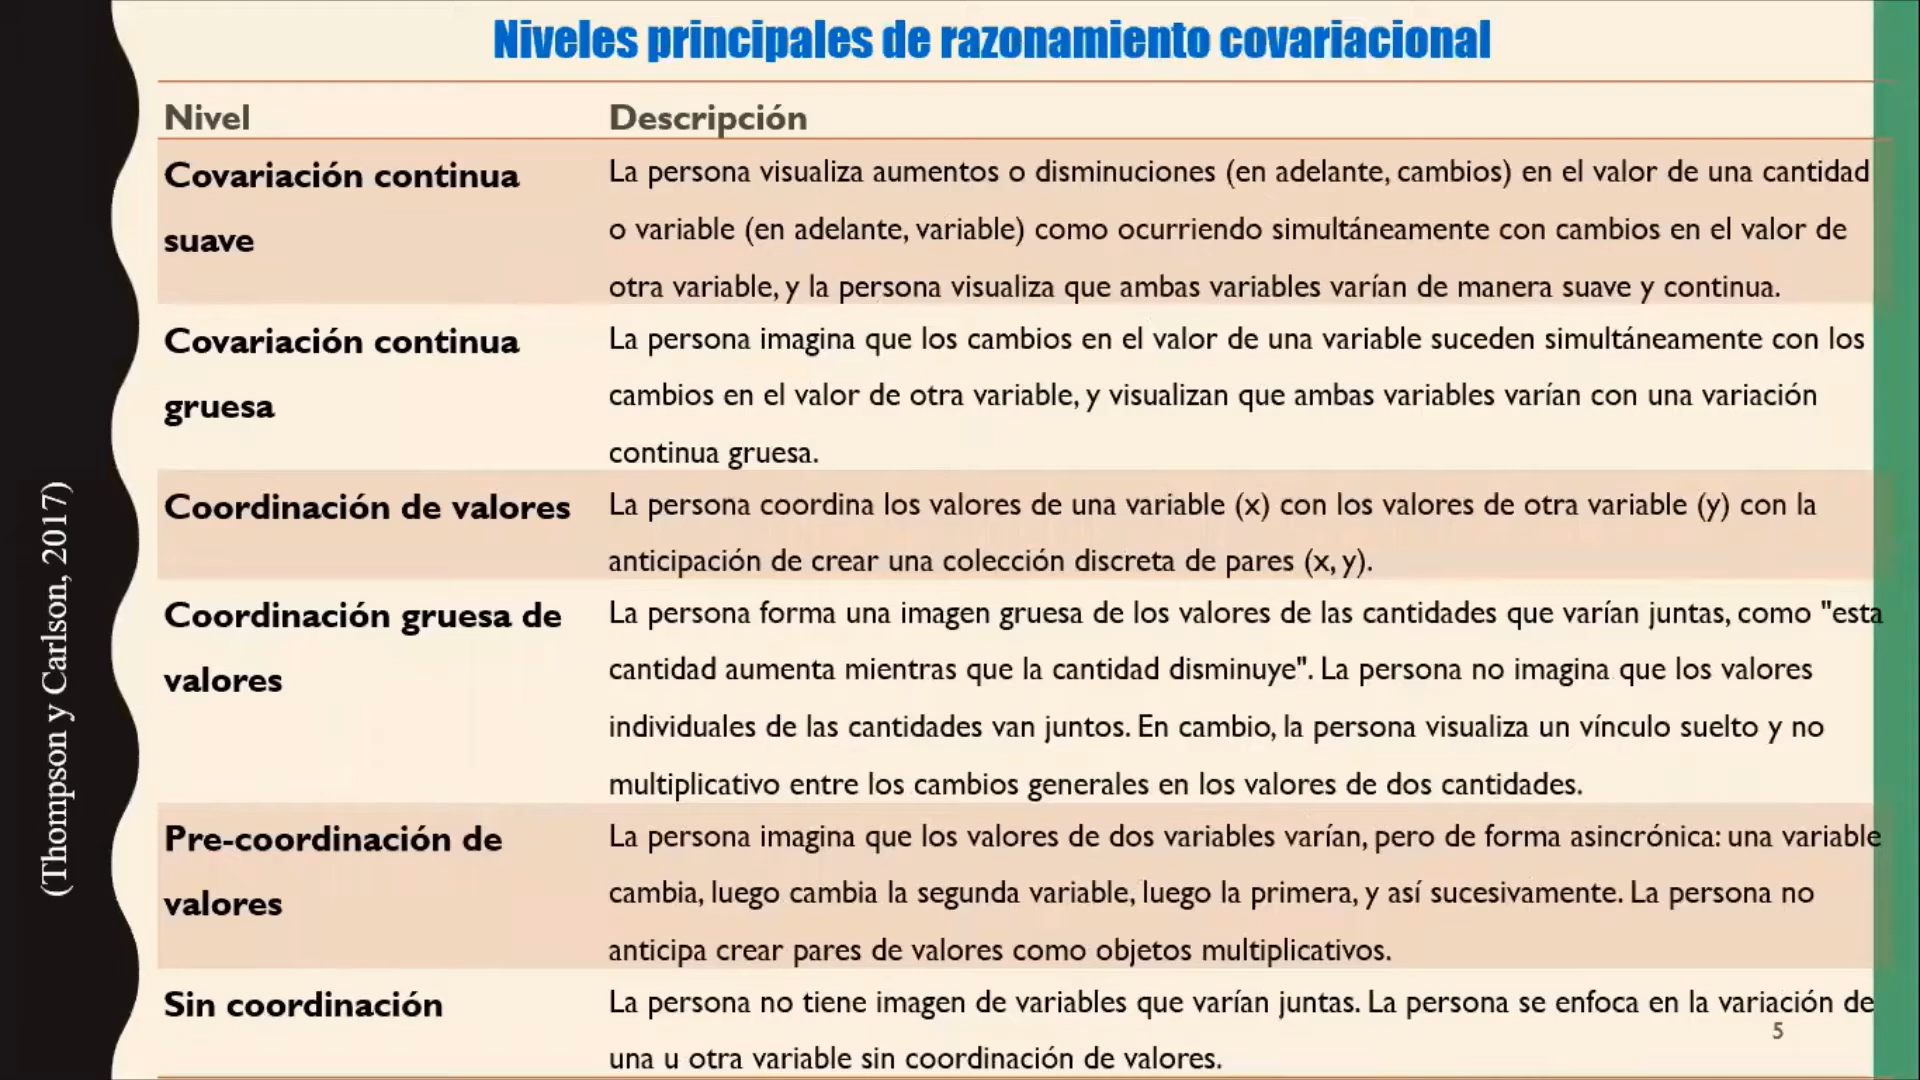 Niveles principales de razonamiento covariacional
Nivel
Descripción
Covariación continua
suave
La persona visualiza aumentos o disminuciones (en adelante, cambios) en el valor de una cantidad
o variable (en adelante, variable) como ocurriendo simultáneamente con cambios en el valor de
otra variable, y la persona visualiza que ambas variables varían de manera suave y continua.
Covariación continua
gruesa
La persona imagina que los cambios en el valor de una variable suceden simultáneamente con los
cambios en el valor de otra variable, y visualizan que ambas variables varían con una variación
continua gruesa.
Coordinación de valores
La persona coordina los valores de una variable (x) con los valores de otra variable (y) con la
anticipación de crear una colección discreta de pares (x, y).
Coordinación gruesa de
valores
La persona forma una imagen gruesa de los valores de las cantidades que varían juntas, como "esta
cantidad aumenta mientras que la cantidad disminuye". La persona no imagina que los valores
individuales de las cantidades van juntos. En cambio, la persona visualiza un vínculo suelto y no
multiplicativo entre los cambios generales en los valores de dos cantidades.
Pre-coordinación de
valores
La persona imagina que los valores de dos variables varían, pero de forma asincrónica: una variable
cambia, luego cambia la segunda variable, luego la primera, y así sucesivamente. La persona no
anticipa crear pares de valores como objetos multiplicativos.
Sin coordinación
La persona no tiene imagen de variables que varían juntas. La persona se enfoca en la variación de
una u otra variable sin coordinación de valores.
(Thompson y Carlson, 2017)
5